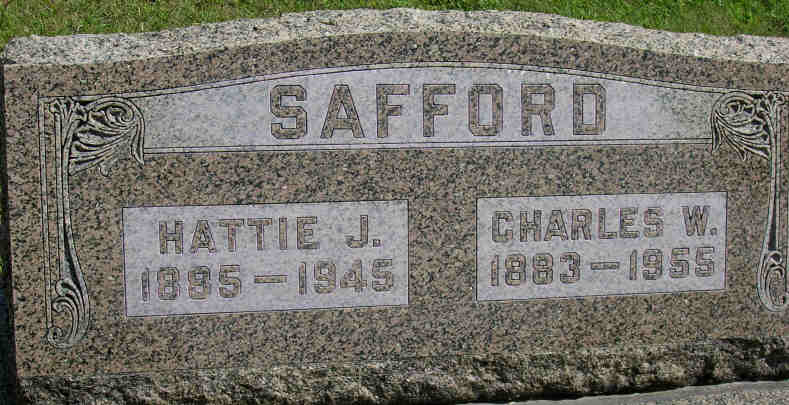 SAFFORD
HATTIE J.
1885 — 1945
CHARLES W.
1883 — 1955